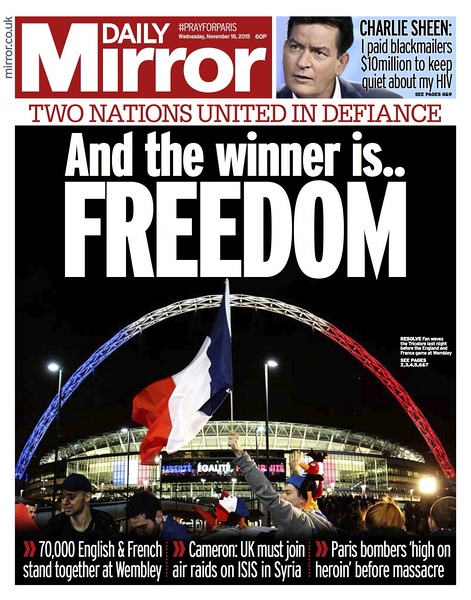 mirror.co.uk
DAILY
Mirror
#PRAYFORPARIS
Wednesday, November 18, 2015 60P
CHARLIE SHEEN:
I paid blackmailers
$10million to keep
quiet about my HIV
SEE PAGES 8&9
TWO NATIONS UNITED IN DEFIANCE
And the winner is..
FREEDOM
RESOLVE Fan waves
the Tricolore last night
before the England and
France game at Wembley
SEE PAGES
2,3,4,5,6&7
LIBERTÉ, ÉGALITÉ,
» 70,000 English & French
stand together at Wembley
» Cameron: UK must join
air raids on ISIS in Syria
» Paris bombers 'high on
heroin' before massacre